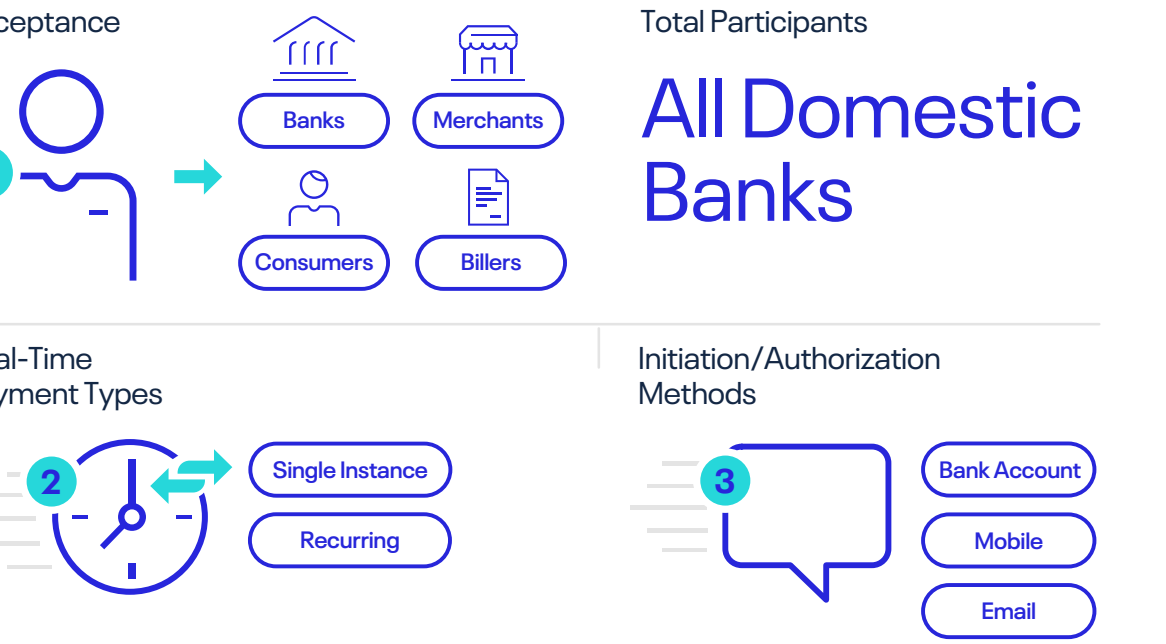 ceptance
Total Participants
Banks
Merchants
All Domestic
Banks
Consumers
Billers
al-Time
yment Types
Initiation/Authorization
Methods
2
Single Instance
Recurring
3
Bank Account
Mobile
Email